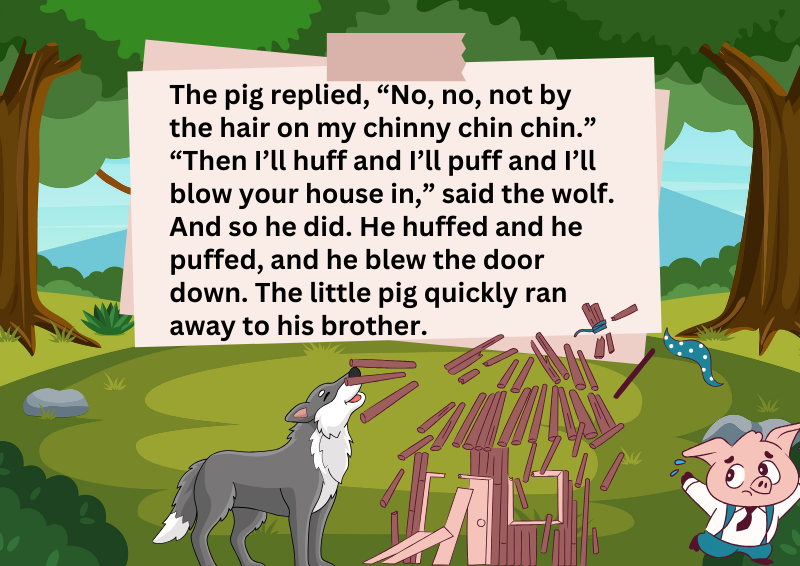 The pig replied, “No, no, not by
the hair on my chinny chin chin.”
“Then I’ll huff and I’ll puff and I’ll
blow your house in,” said the wolf.
And so he did. He huffed and he
puffed, and he blew the door
down. The little pig quickly ran
away to his brother.